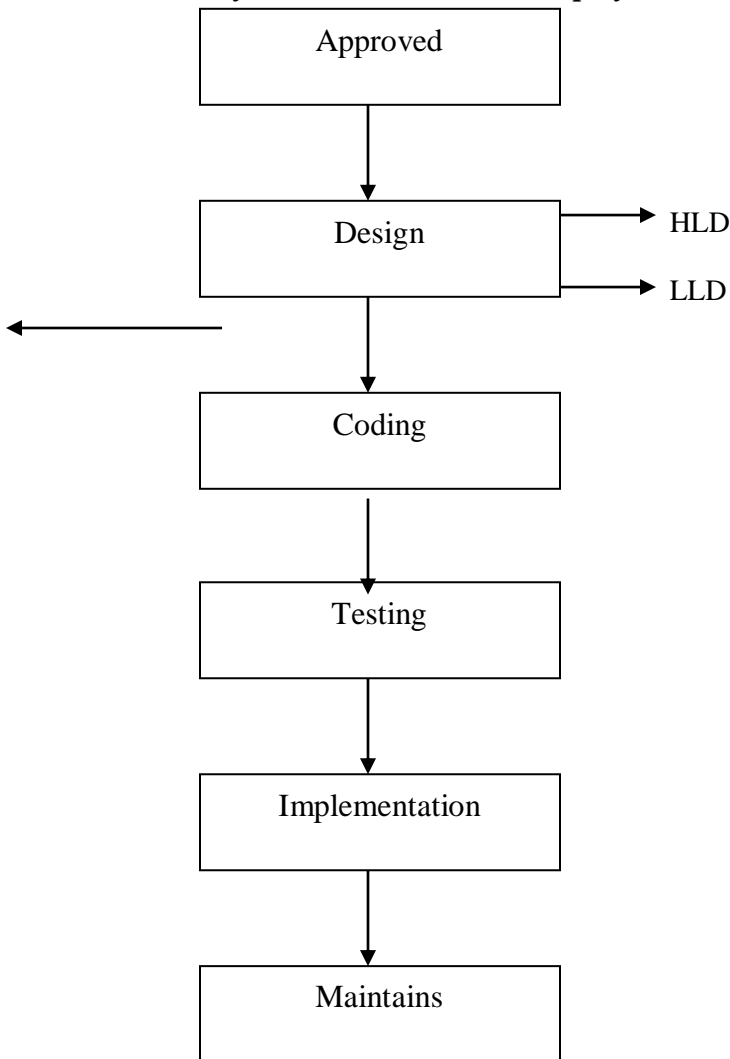 Approved
Design
HLD
LLD
Coding
Testing
Implementation
Maintains